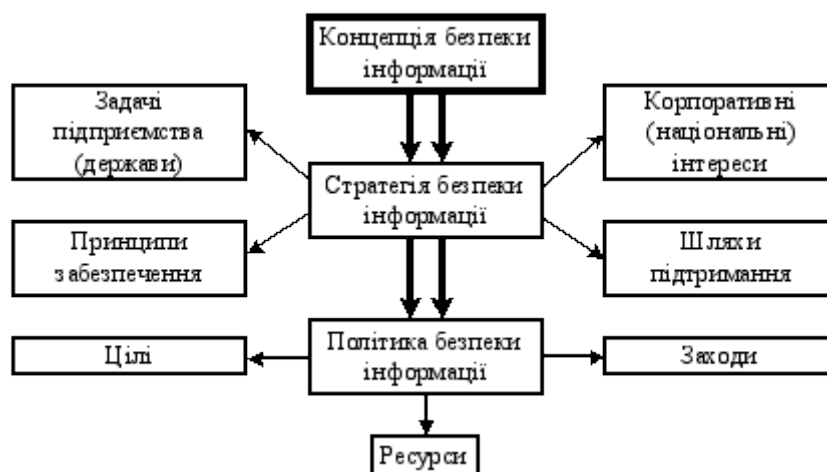 Концепція безпеки
інформації
Задачі
підприємства
(держави)
Корпоративні
(національні)
інтереси
Стратегія безпеки
інформації
Принципи
забезпечення
Шляхи
підтримання
Цілі
Політика безпеки
інформації
Заходи
Ресурси